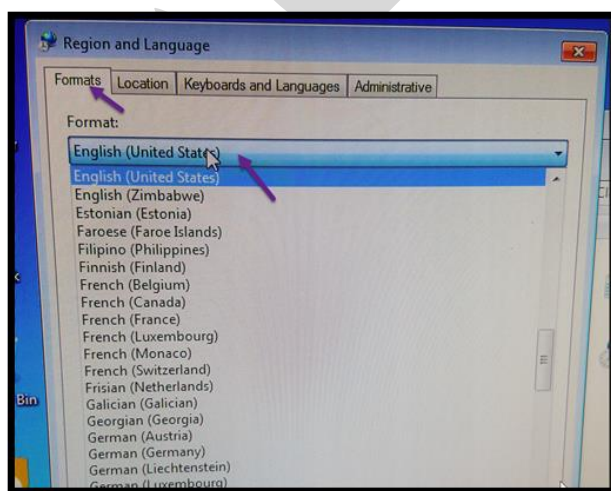 Region and Language
Formats Location Keyboards and Languages Administrative
Format:
English (United States)
English (United States)
English (Zimbabwe)
Estonian (Estonia)
Faroese (Faroe Islands)
Filipino (Philippines)
Finnish (Finland)
French (Belgium)
French (Canada)
French (France)
French (Luxembourg)
French (Monaco)
French (Switzerland)
Frisian (Netherlands)
Bin
Galician (Galician)
Georgian (Georgia)
German (Austria)
German (Germany)
German (Liechtenstein)
German (Luxembourg)